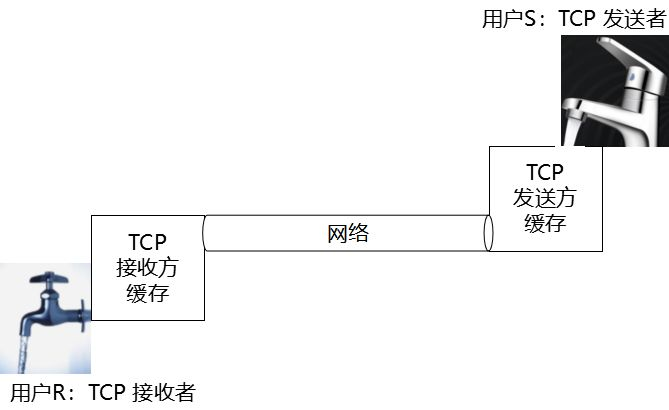 用户S：TCP 发送者
TCP
发送方
缓存
网络
TCP
接收方
缓存
用户R：TCP 接收者